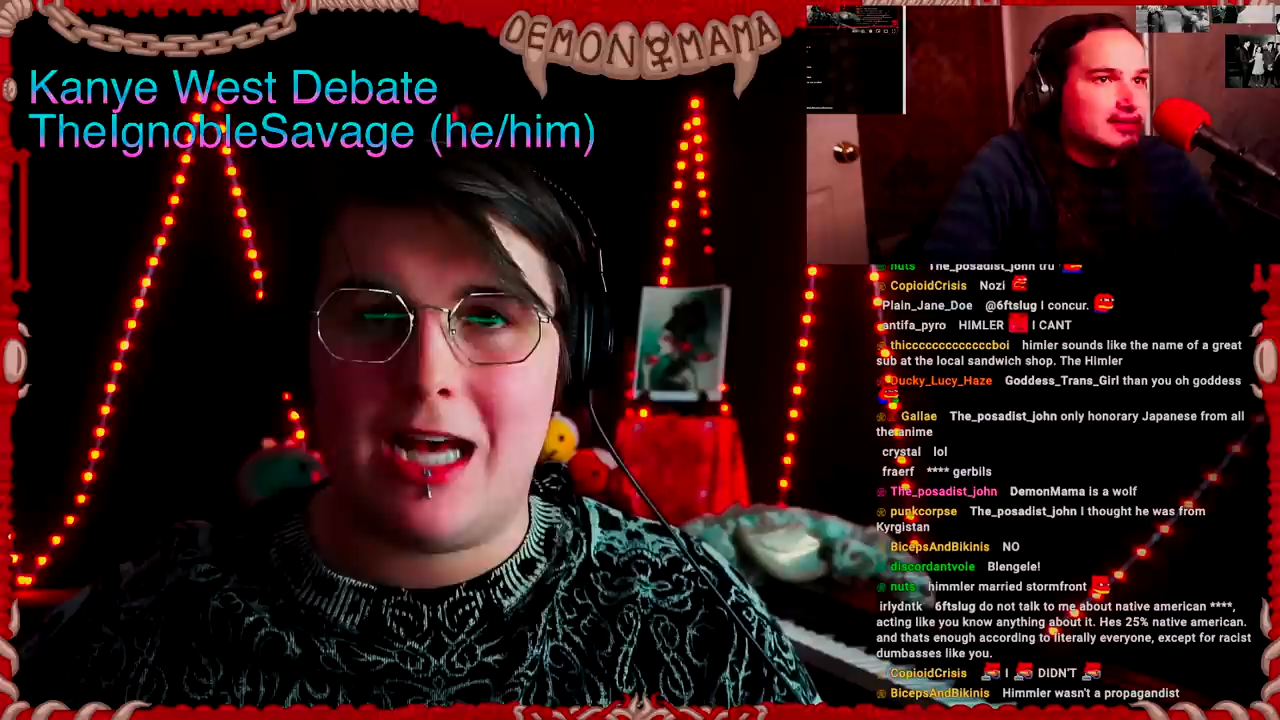 DEMON MAMA
Kanye West Debate
TheIgnobleSavage (he/him)
nuts The_posadist_john tru
CopioidCrisis Nozi
Plain_Jane_Doe @6ftslug I concur.
antifa_pyro HIMLER I CANT
thicccccccccccccboi himler sounds like the name of a great
sub at the local sandwich shop. The Himler
Ducky_Lucy_Haze Goddess_Trans_Girl than you oh goddess
Gallae The_posadist_john only honorary Japanese from all
the anime
crystal lol
fraerf **** gerbils
The_posadist_john DemonMama is a wolf
punkcorpse The_posadist_john I thought he was from
Kyrgistan
BicepsAndBikinis NO
discordantvole Blengele!
nuts himmler married stormfront
irlydntk 6ftslug do not talk to me about native american ****,
acting like you know anything about it. Hes 25% native american.
and thats enough according to literally everyone, except for racist
dumbasses like you.
CopioidCrisis I DIDN'T
BicepsAndBikinis Himmler wasn't a propagandist